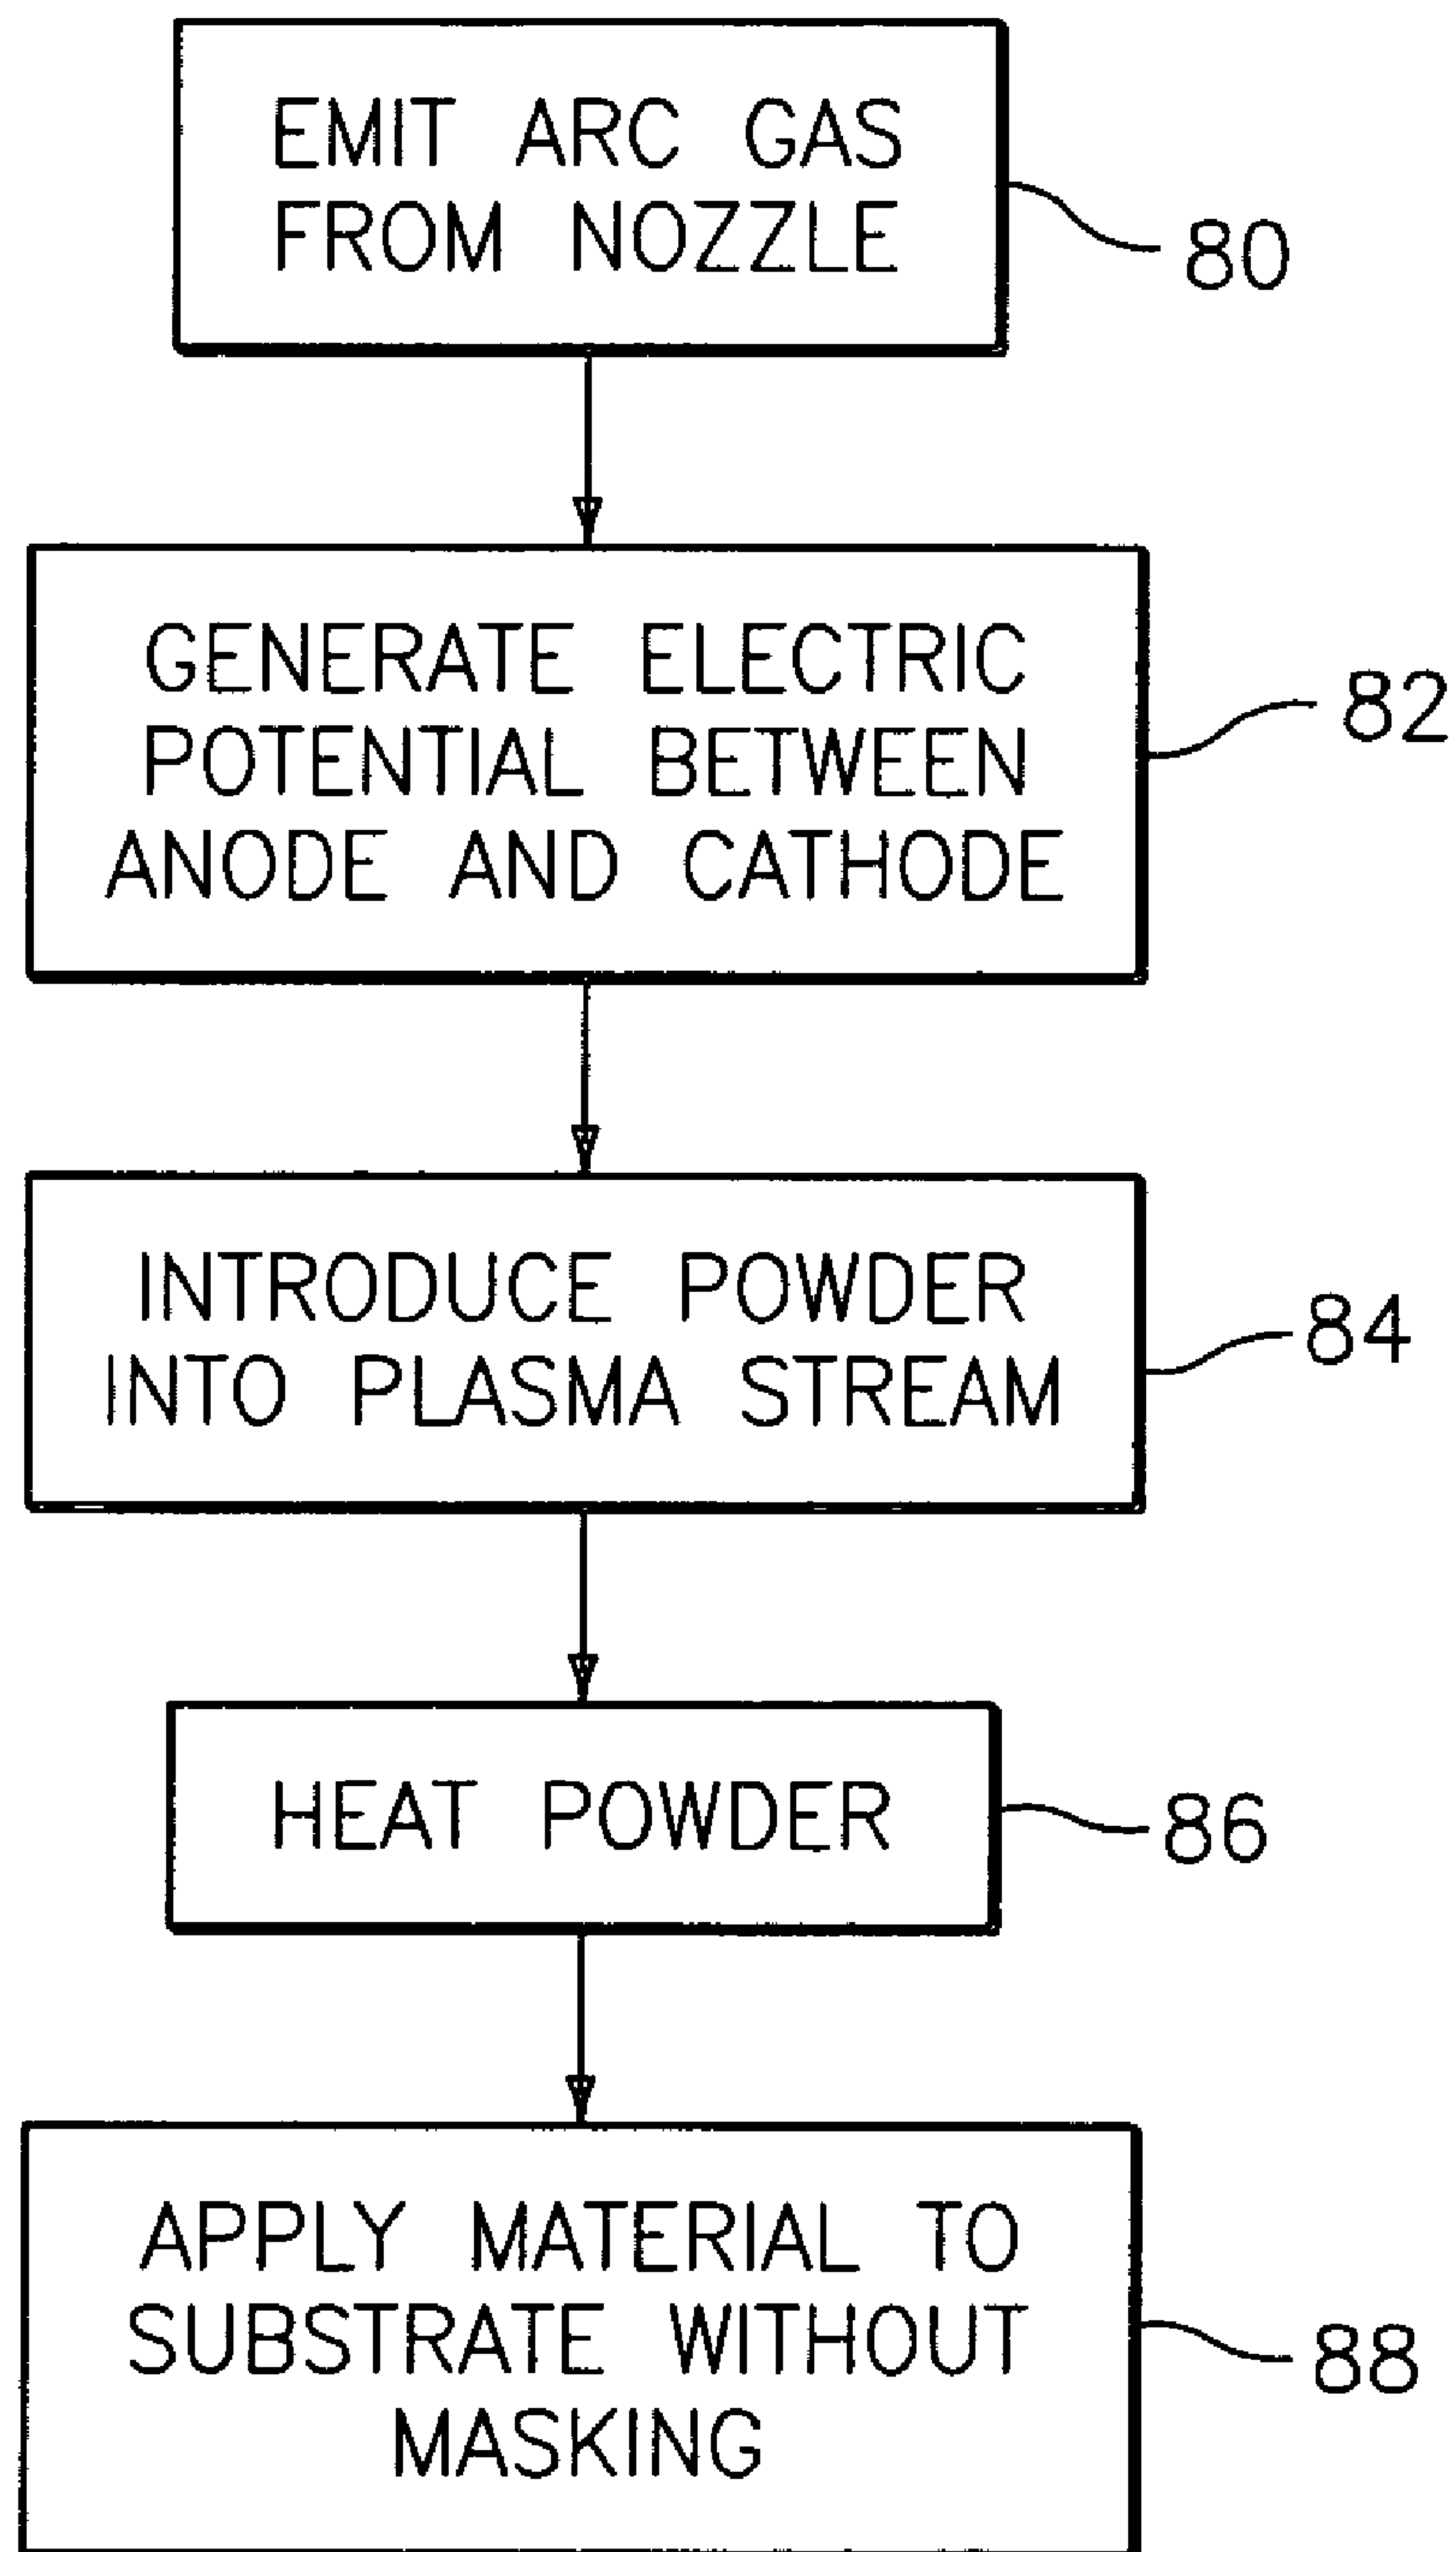 EMIT ARC GAS
FROM NOZZLE
80
GENERATE ELECTRIC
POTENTIAL BETWEEN
ANODE AND CATHODE
82
INTRODUCE POWDER
INTO PLASMA STREAM
84
HEAT POWDER
86
APPLY MATERIAL TO
SUBSTRATE WITHOUT
MASKING
88